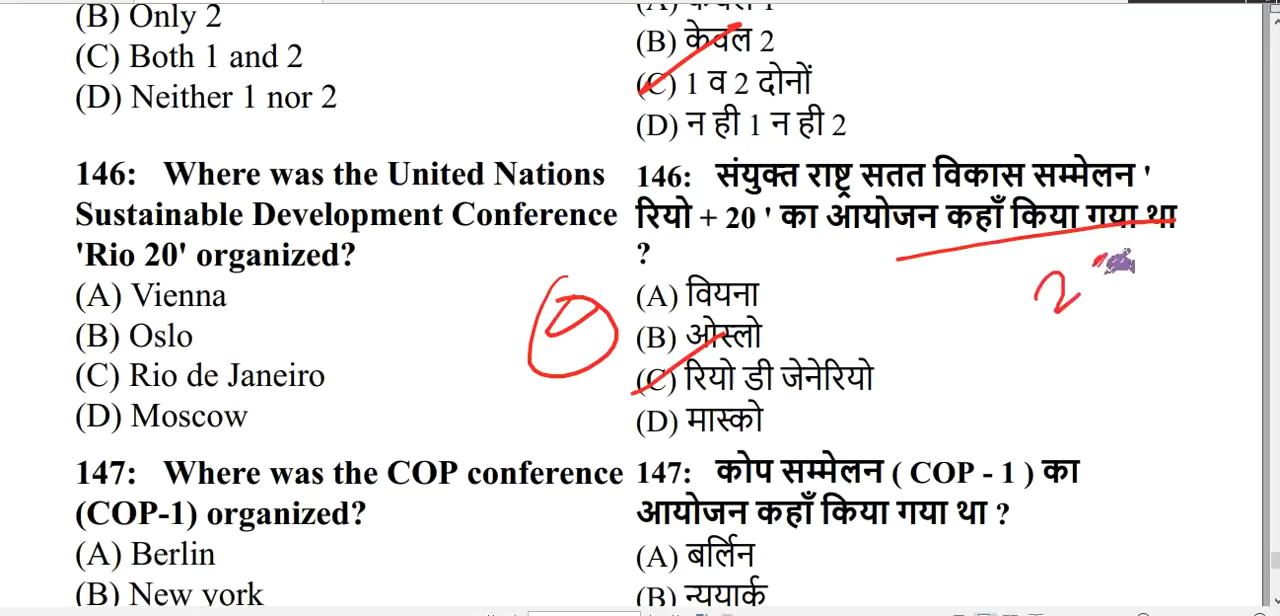 (B) Only 2
(C) Both 1 and 2
(D) Neither 1 nor 2
146: Where was the United Nations
Sustainable Development Conference
'Rio 20' organized?
(A) Vienna
(B) Oslo
(C) Rio de Janeiro
(D) Moscow
147: Where was the COP conference
(COP-1) organized?
(A) Berlin
(B) New york
(A) केवल 1
(B) केवल 2
(C) 1 व 2 दोनों
(D) न ही 1 न ही 2
146: संयुक्त राष्ट्र सतत विकास सम्मेलन '
रियो + 20 ' का आयोजन कहाँ किया गया था
?
2
(A) वियना
(B) ओस्लो
(C) रियो डी जेनेरियो
(D) मास्को
147: कोप सम्मेलन ( COP - 1 ) का
आयोजन कहाँ किया गया था ?
(A) बर्लिन
(B) न्ययार्क